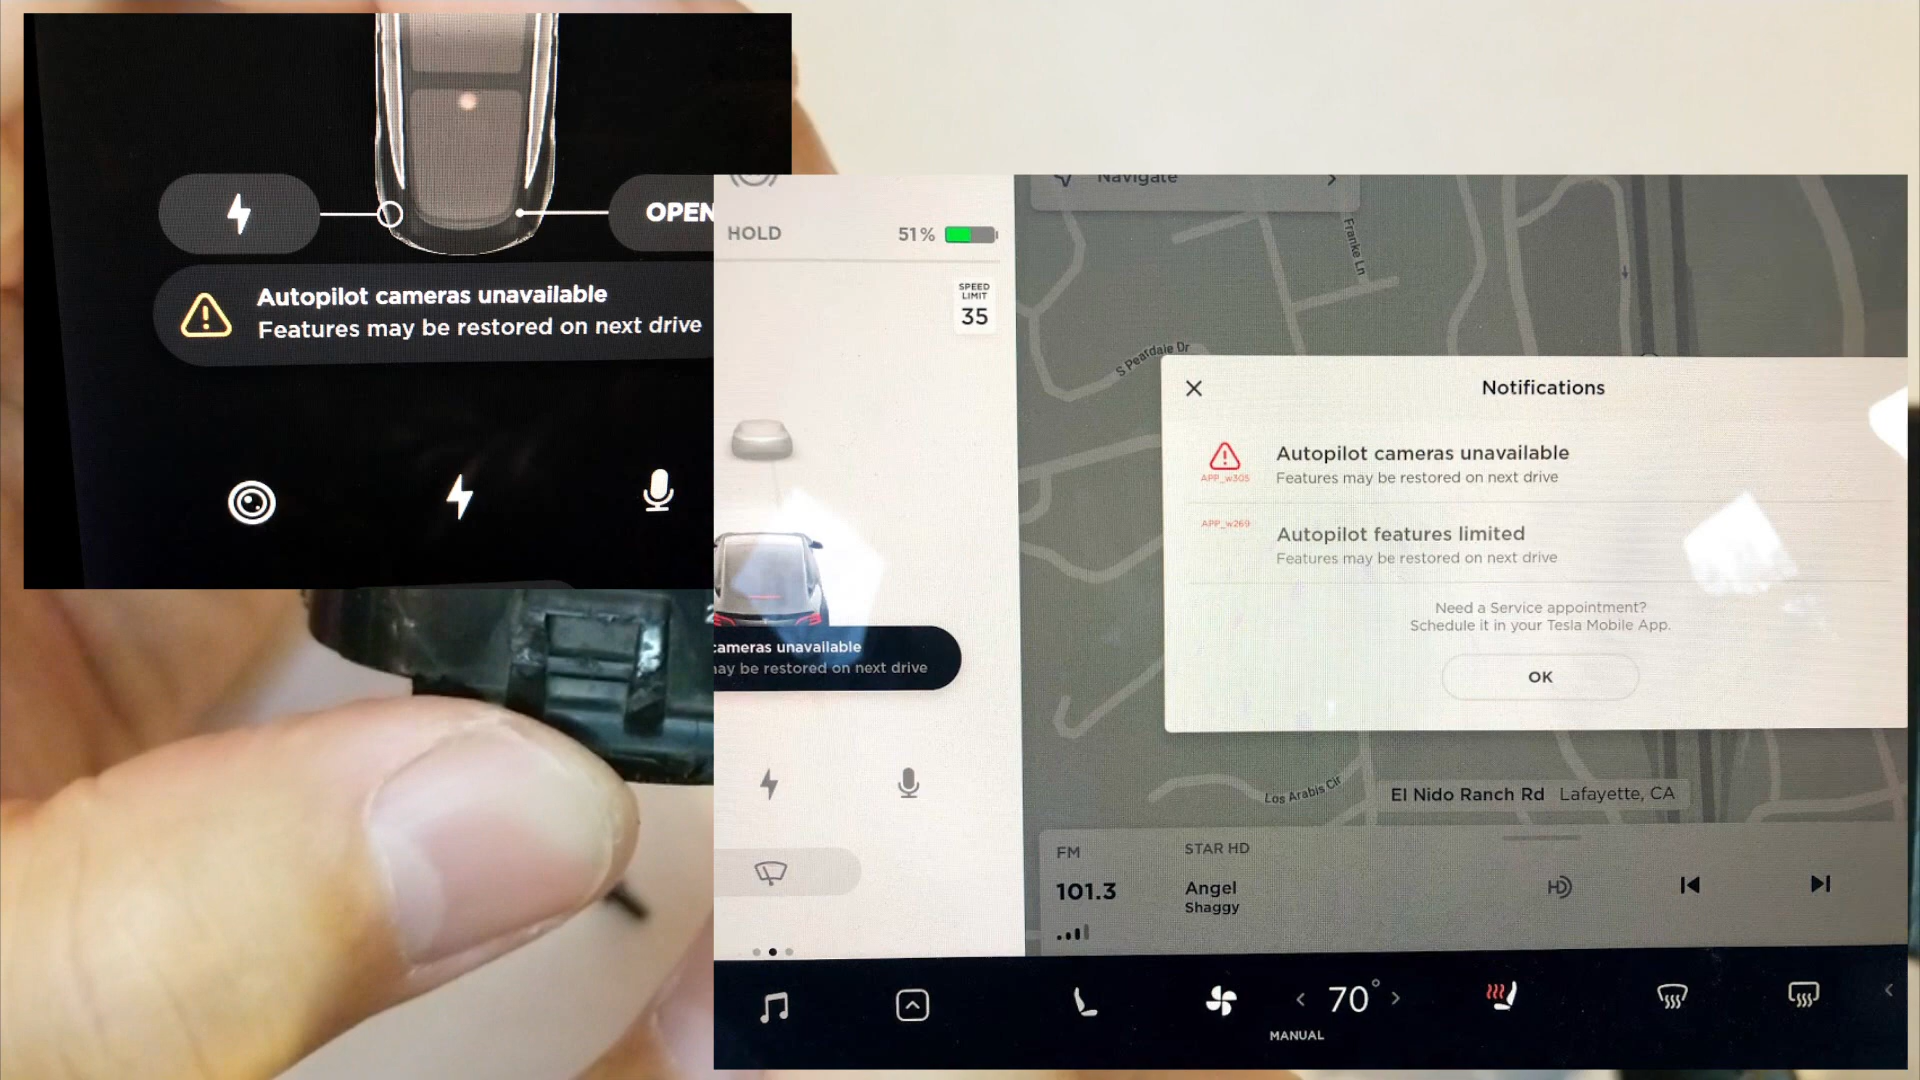 OPEN
Autopilot cameras unavailable
Features may be restored on next drive
Navigate
HOLD
51%
SPEED
LIMIT
35
cameras unavailable
may be restored on next drive
Franke Ln
S Peardale Dr
Notifications
APP_w305
Autopilot cameras unavailable
Features may be restored on next drive
APP_w269
Autopilot features limited
Features may be restored on next drive
Need a Service appointment?
Schedule it in your Tesla Mobile App.
OK
Los Arabis Cir
El Nido Ranch Rd Lafayette, CA
FM
STAR HD
101.3
Angel
Shaggy
HD
70°
MANUAL